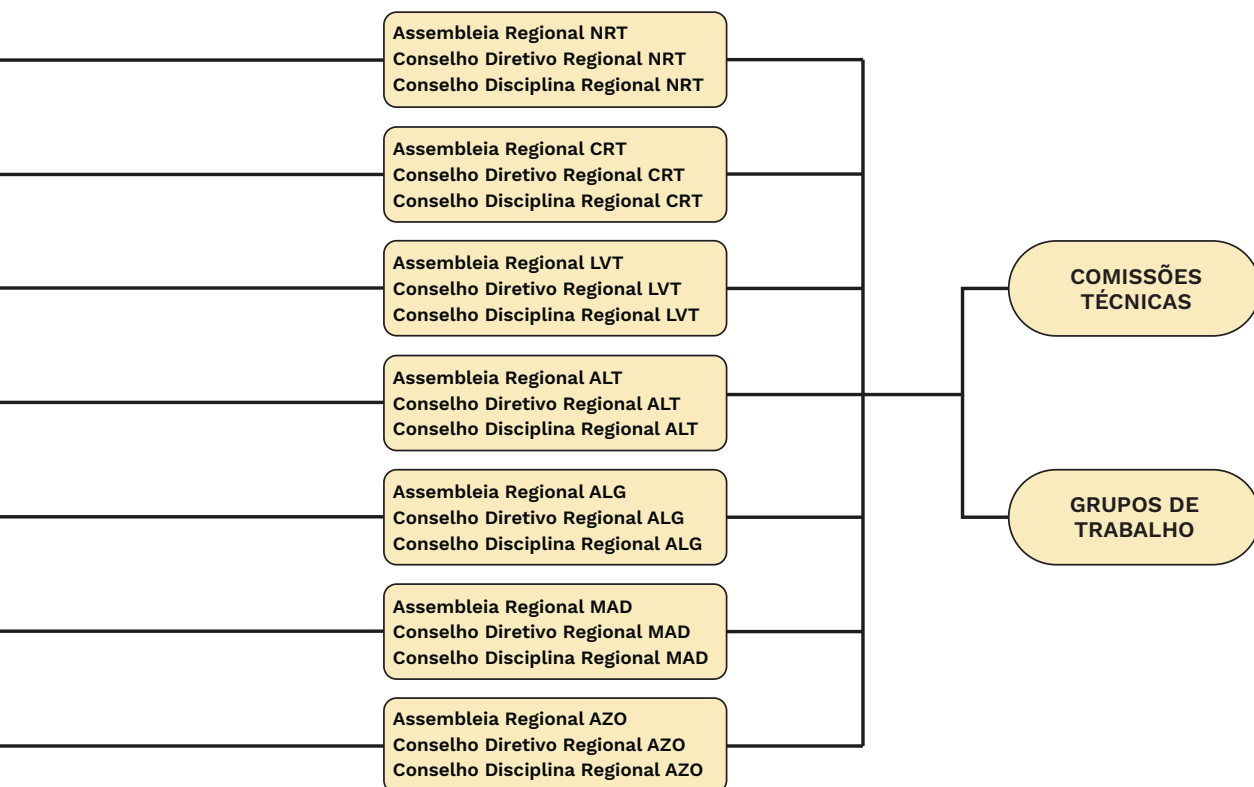 Assembleia Regional NRT
Conselho Diretivo Regional NRT
Conselho Disciplina Regional NRT
Assembleia Regional CRT
Conselho Diretivo Regional CRT
Conselho Disciplina Regional CRT
Assembleia Regional LVT
Conselho Diretivo Regional LVT
Conselho Disciplina Regional LVT
Assembleia Regional ALT
Conselho Diretivo Regional ALT
Conselho Disciplina Regional ALT
Assembleia Regional ALG
Conselho Diretivo Regional ALG
Conselho Disciplina Regional ALG
Assembleia Regional MAD
Conselho Diretivo Regional MAD
Conselho Disciplina Regional MAD
Assembleia Regional AZO
Conselho Diretivo Regional AZO
Conselho Disciplina Regional AZO
COMISSÕES
TÉCNICAS
GRUPOS DE
TRABALHO